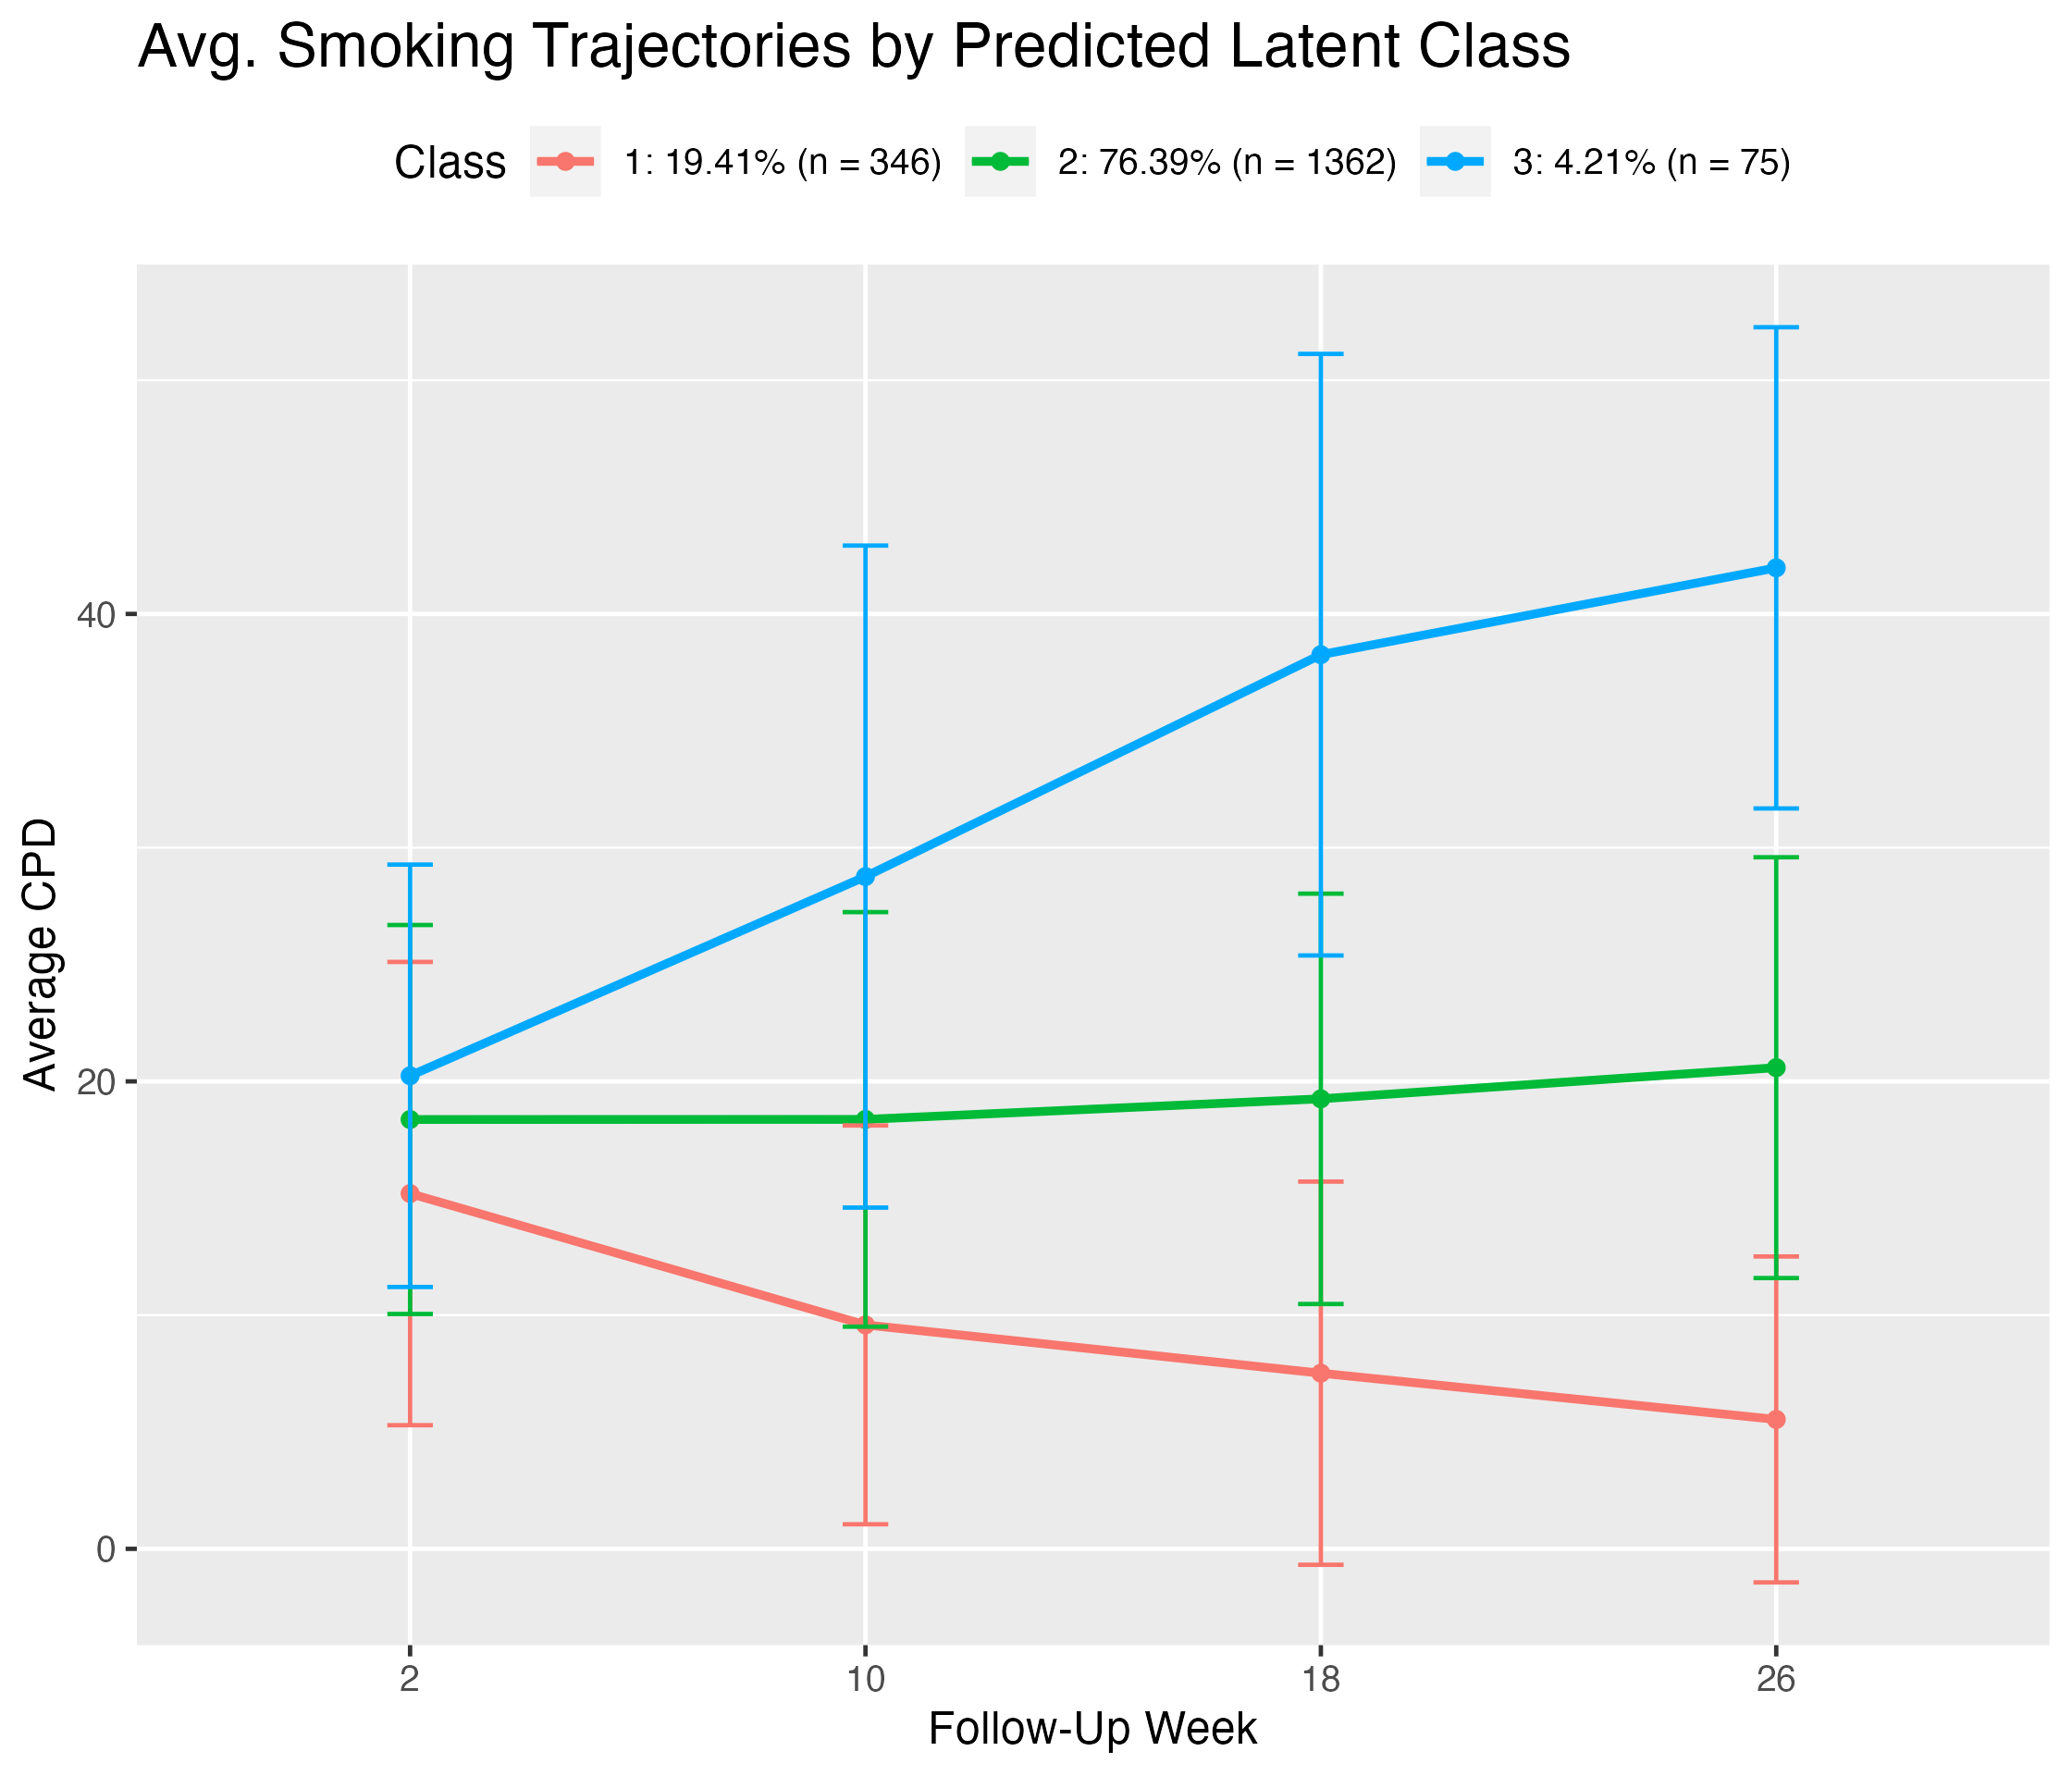 Avg. Smoking Trajectories by Predicted Latent Class
Class 1: 19.41% (n = 346) 2: 76.39% (n = 1362) 3: 4.21% (n = 75)
Average CPD
40
20
0
2 10 18 26
Follow-Up Week